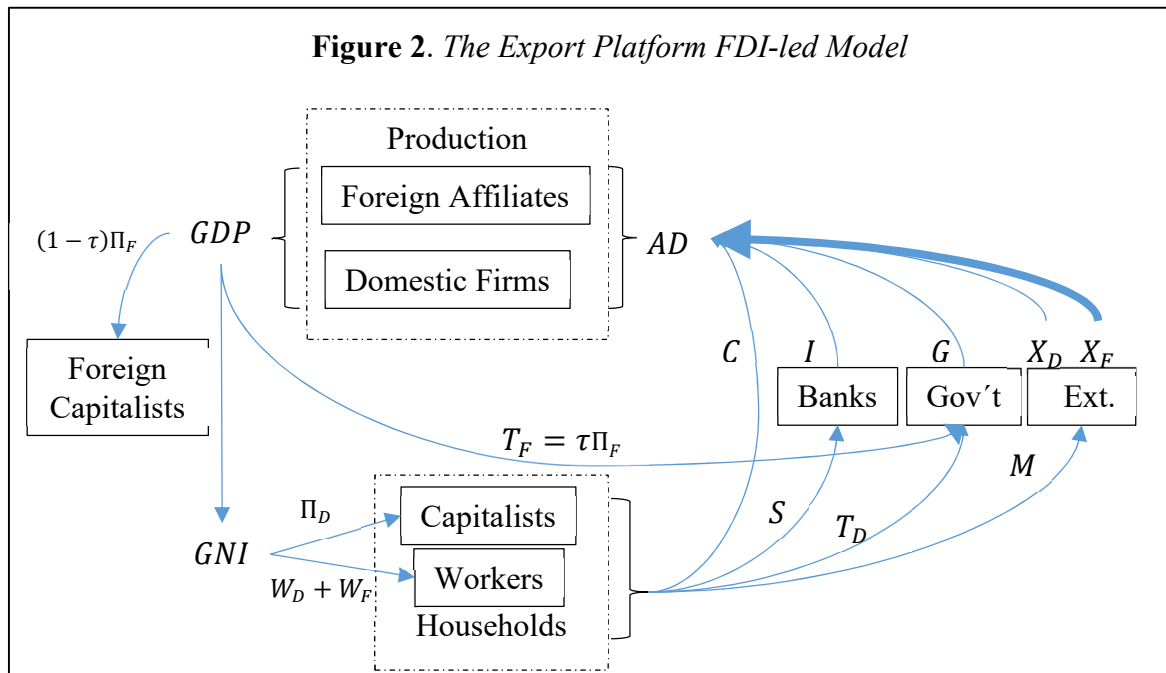 Figure 2. The Export Platform FDI-led Model
Production
Foreign Affiliates
Domestic Firms
(1 − τ)Π_F
GDP
AD
Foreign
Capitalists
C
I
G
X_D
X_F
Banks
Gov´t
Ext.
T_F = τΠ_F
M
Π_D
Capitalists
S
T_D
GNI
Workers
W_D + W_F
Households